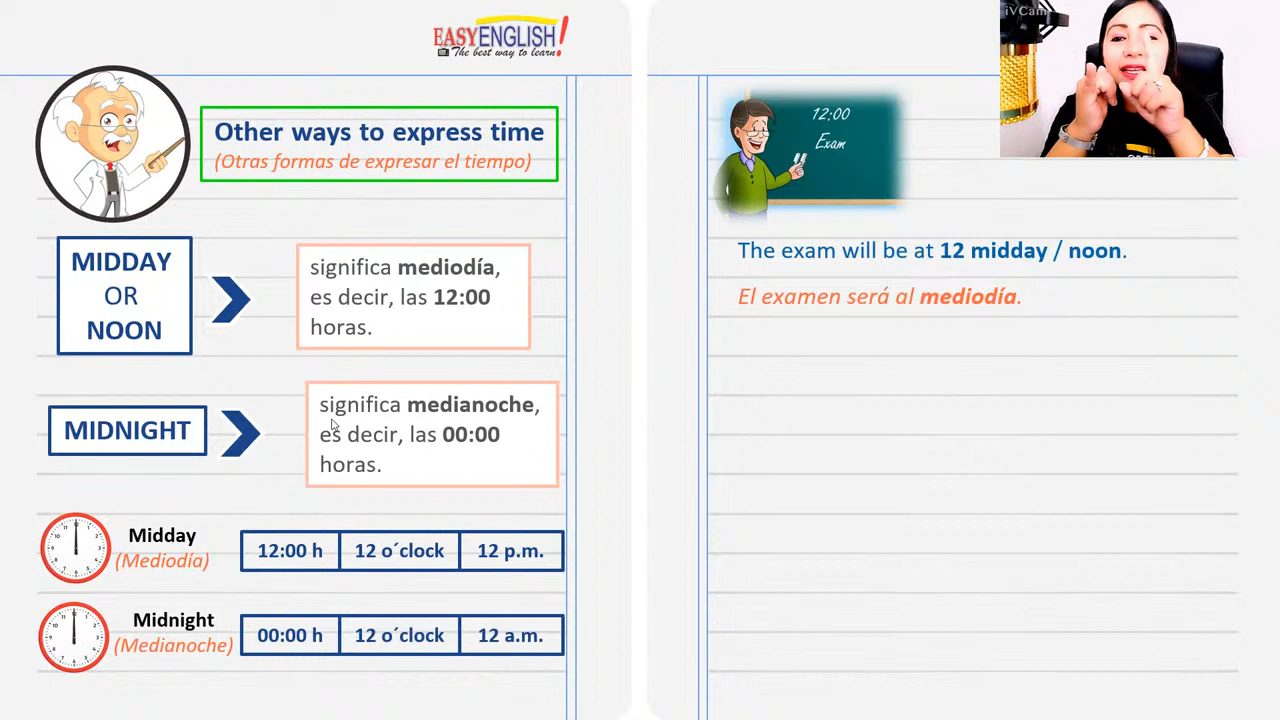 EASYENGLISH!
The best way to learn!
iVCam
Other ways to express time
(Otras formas de expresar el tiempo)
MIDDAY
OR
NOON
significa mediodía,
es decir, las 12:00
horas.
MIDNIGHT
significa medianoche,
es decir, las 00:00
horas.
Midday
(Mediodía)
12:00 h
12 o´clock
12 p.m.
Midnight
(Medianoche)
00:00 h
12 o´clock
12 a.m.
12:00
Exam
The exam will be at 12 midday / noon.
El examen será al mediodía.